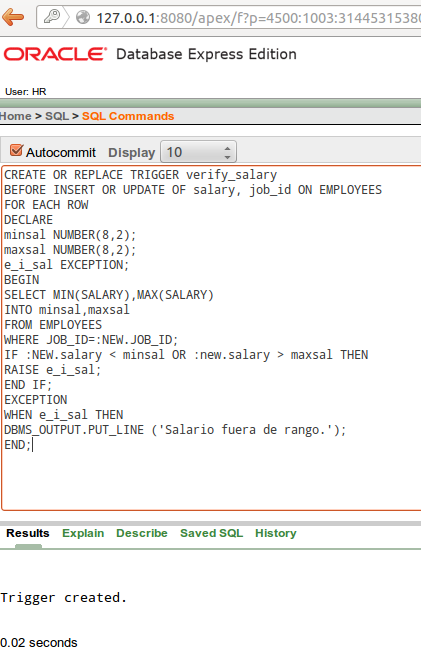 127.0.0.1:8080/apex/f?p=4500:1003:31445315380
ORACLE® Database Express Edition
User: HR
Home > SQL > SQL Commands
Autocommit Display 10
CREATE OR REPLACE TRIGGER verify_salary
BEFORE INSERT OR UPDATE OF salary, job_id ON EMPLOYEES
FOR EACH ROW
DECLARE
minsal NUMBER(8,2);
maxsal NUMBER(8,2);
e_i_sal EXCEPTION;
BEGIN
SELECT MIN(SALARY),MAX(SALARY)
INTO minsal,maxsal
FROM EMPLOYEES
WHERE JOB_ID=:NEW.JOB_ID;
IF :NEW.salary < minsal OR :new.salary > maxsal THEN
RAISE e_i_sal;
END IF;
EXCEPTION
WHEN e_i_sal THEN
DBMS_OUTPUT.PUT_LINE ('Salario fuera de rango.');
END;
Results Explain Describe Saved SQL History
Trigger created.
0.02 seconds